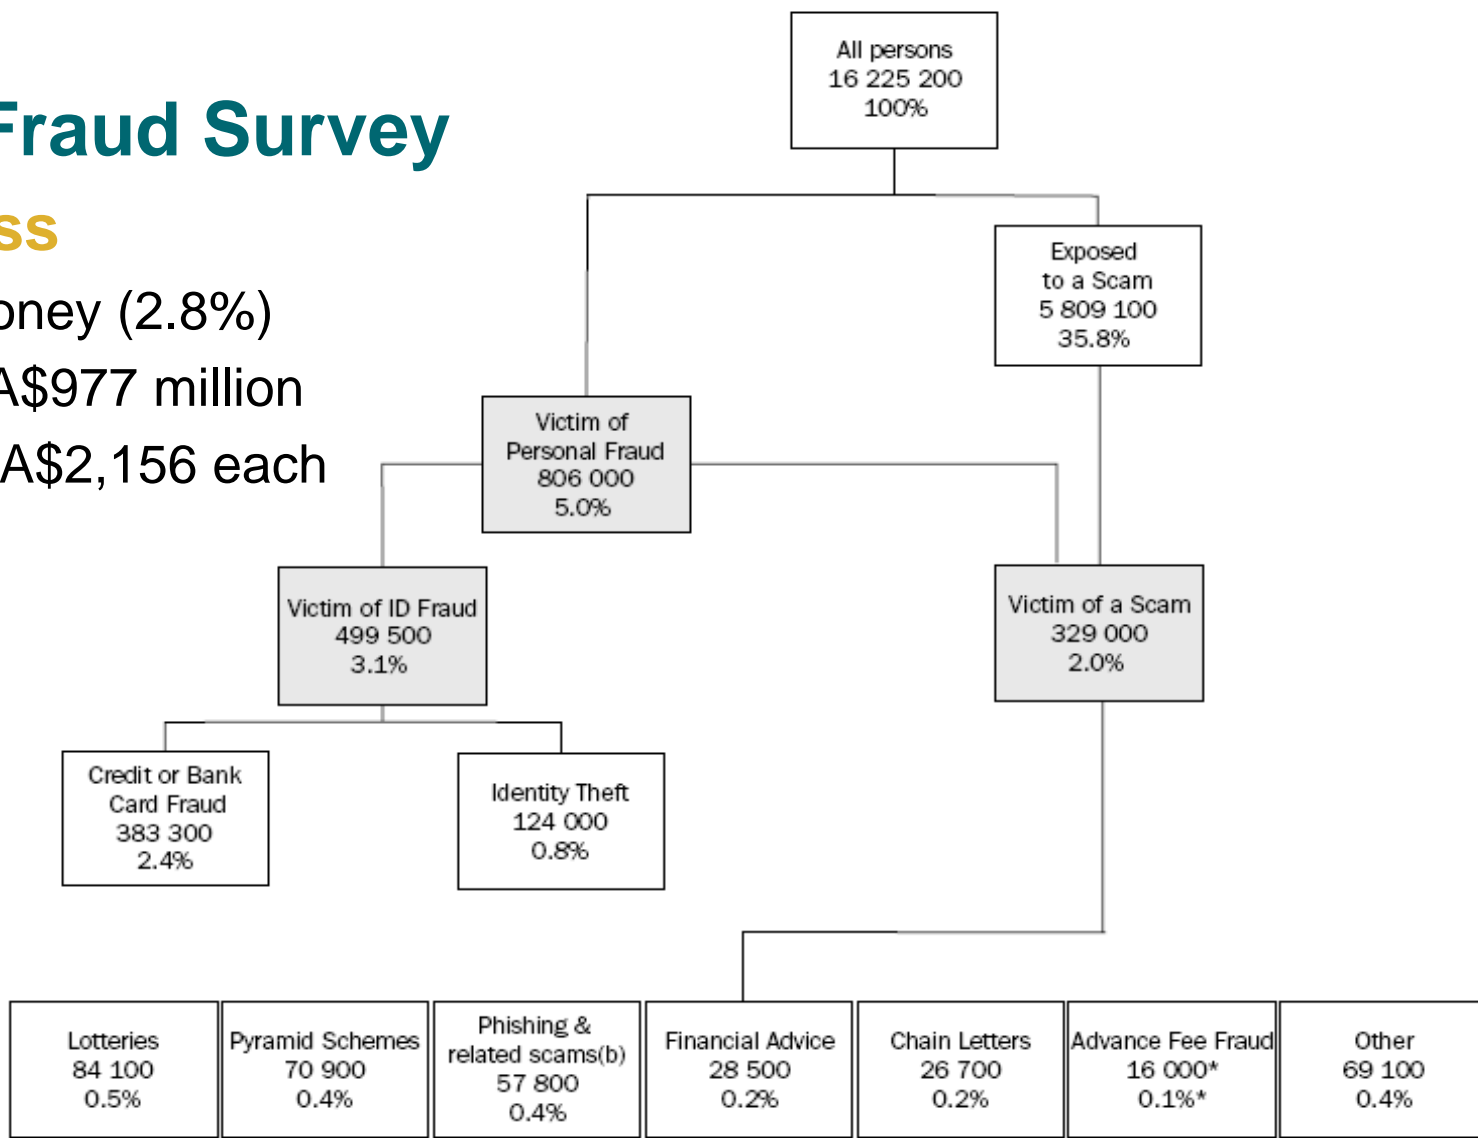 Fraud Survey
ss
oney (2.8%)
A$977 million
A$2,156 each
All persons
16 225 200
100%
Exposed
to a Scam
5 809 100
35.8%
Victim of
Personal Fraud
806 000
5.0%
Victim of ID Fraud
499 500
3.1%
Victim of a Scam
329 000
2.0%
Credit or Bank
Card Fraud
383 300
2.4%
Identity Theft
124 000
0.8%
Lotteries
84 100
0.5%
Pyramid Schemes
70 900
0.4%
Phishing &
related scams(b)
57 800
0.4%
Financial Advice
28 500
0.2%
Chain Letters
26 700
0.2%
Advance Fee Fraud
16 000*
0.1%*
Other
69 100
0.4%